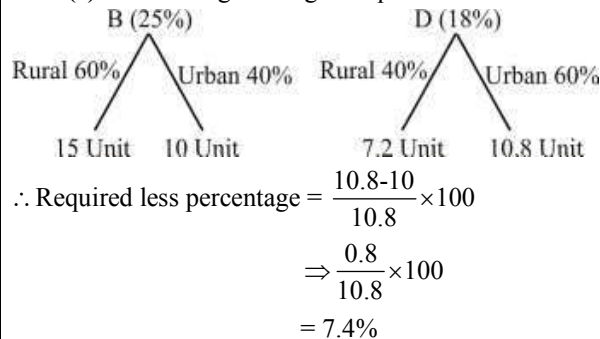 B (25%) D (18%)
Rural 60% Urban 40% Rural 40% Urban 60%
15 Unit 10 Unit 7.2 Unit 10.8 Unit
∴ Required less percentage = 10.8-10/10.8 ×100
⇒ 0.8/10.8 ×100
= 7.4%